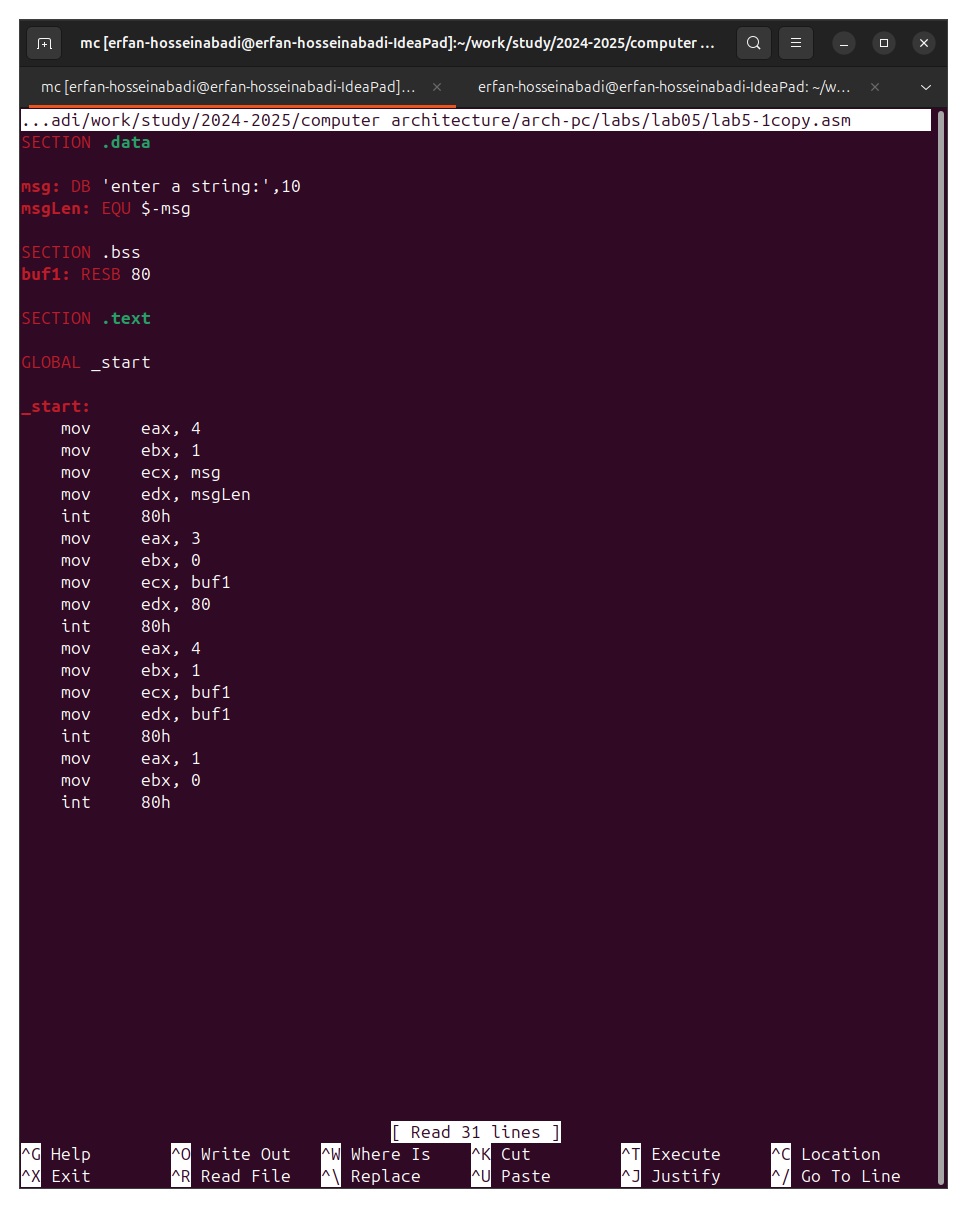 mc [erfan-hosseinabadi@erfan-hosseinabadi-IdeaPad]:~/work/study/2024-2025/computer ...
mc [erfan-hosseinabadi@erfan-hosseinabadi-IdeaPad]... erfan-hosseinabadi@erfan-hosseinabadi-IdeaPad: ~/w...
...adi/work/study/2024-2025/computer architecture/arch-pc/labs/lab05/lab5-1copy.asm
SECTION .data
msg: DB 'enter a string:',10
msgLen: EQU $-msg
SECTION .bss
buf1: RESB 80
SECTION .text
GLOBAL _start
_start:
mov eax, 4
mov ebx, 1
mov ecx, msg
mov edx, msgLen
int 80h
mov eax, 3
mov ebx, 0
mov ecx, buf1
mov edx, 80
int 80h
mov eax, 4
mov ebx, 1
mov ecx, buf1
mov edx, buf1
int 80h
mov eax, 1
mov ebx, 0
int 80h
[ Read 31 lines ]
^G Help ^O Write Out ^W Where Is ^K Cut ^T Execute ^C Location
^X Exit ^R Read File ^\ Replace ^U Paste ^J Justify ^/ Go To Line